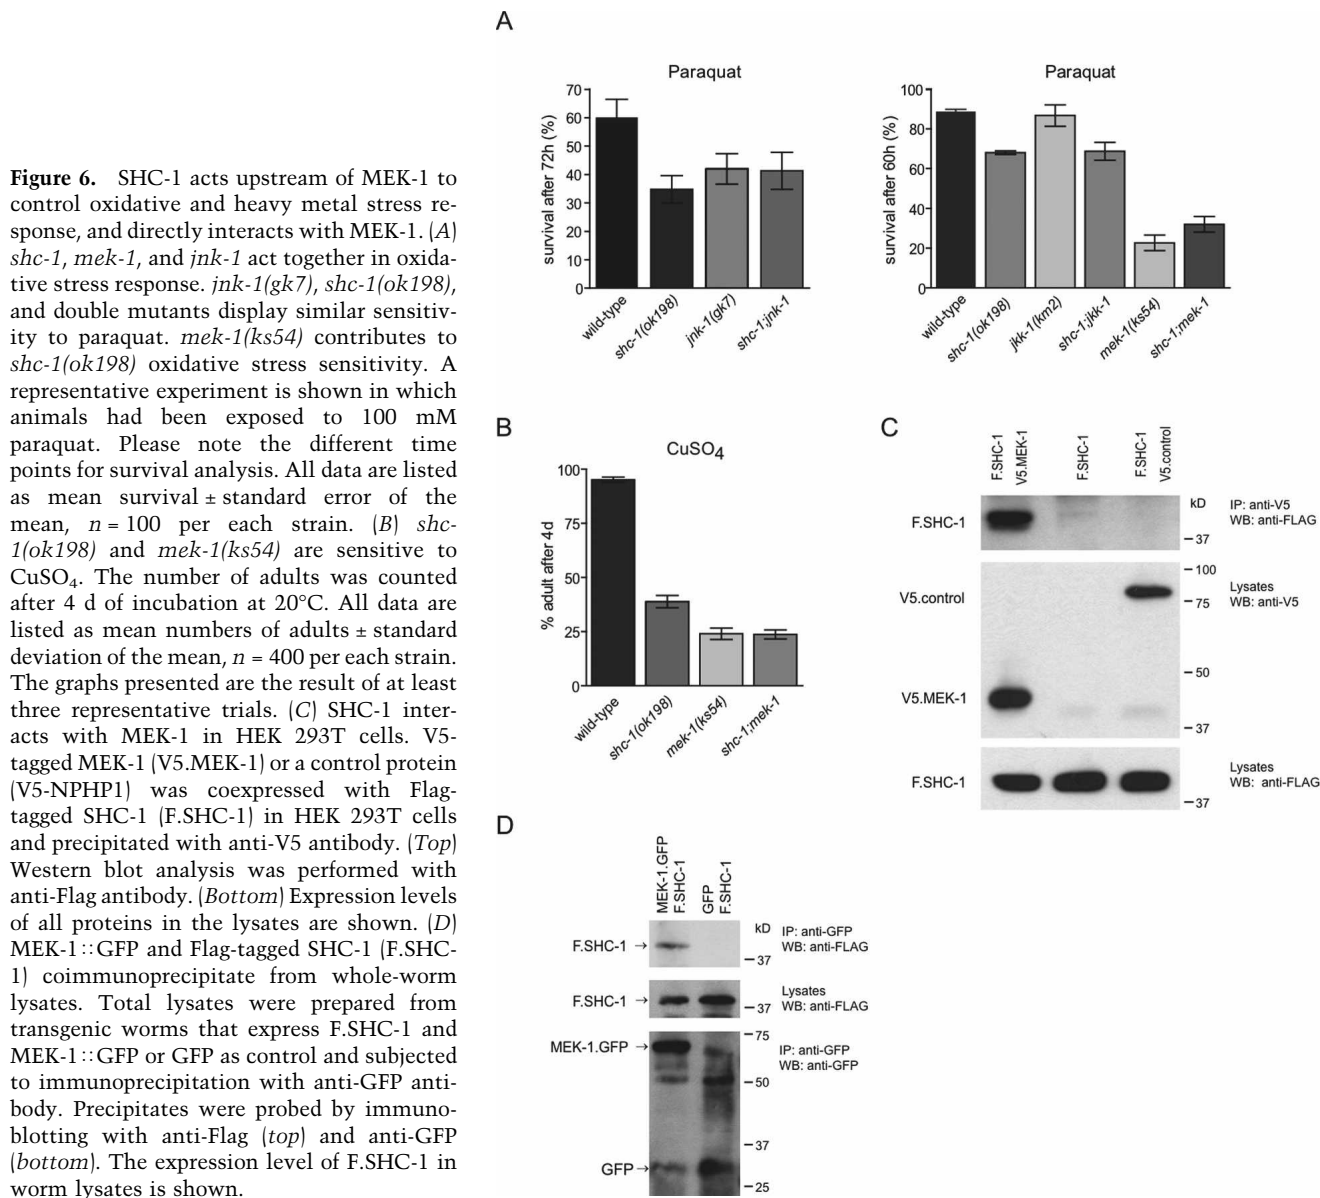 Figure 6. SHC-1 acts upstream of MEK-1 to
control oxidative and heavy metal stress re-
sponse, and directly interacts with MEK-1. (A)
shc-1, mek-1, and jnk-1 act together in oxida-
tive stress response. jnk-1(gk7), shc-1(ok198),
and double mutants display similar sensitiv-
ity to paraquat. mek-1(ks54) contributes to
shc-1(ok198) oxidative stress sensitivity. A
representative experiment is shown in which
animals had been exposed to 100 mM
paraquat. Please note the different time
points for survival analysis. All data are listed
as mean survival ± standard error of the
mean, n = 100 per each strain. (B) shc-
1(ok198) and mek-1(ks54) are sensitive to
CuSO4. The number of adults was counted
after 4 d of incubation at 20°C. All data are
listed as mean numbers of adults ± standard
deviation of the mean, n = 400 per each strain.
The graphs presented are the result of at least
three representative trials. (C) SHC-1 inter-
acts with MEK-1 in HEK 293T cells. V5-
tagged MEK-1 (V5.MEK-1) or a control protein
(V5-NPHP1) was coexpressed with Flag-
tagged SHC-1 (F.SHC-1) in HEK 293T cells
and precipitated with anti-V5 antibody. (Top)
Western blot analysis was performed with
anti-Flag antibody. (Bottom) Expression levels
of all proteins in the lysates are shown. (D)
MEK-1::GFP and Flag-tagged SHC-1 (F.SHC-
1) coimmunoprecipitate from whole-worm
lysates. Total lysates were prepared from
transgenic worms that express F.SHC-1 and
MEK-1::GFP or GFP as control and subjected
to immunoprecipitation with anti-GFP anti-
body. Precipitates were probed by immuno-
blotting with anti-Flag (top) and anti-GFP
(bottom). The expression level of F.SHC-1 in
worm lysates is shown.
A
Paraquat
survival after 72h (%)
70
60
50
40
30
20
10
0
wild-type
shc-1(ok198)
jnk-1(gk7)
shc-1;jnk-1
Paraquat
survival after 60h (%)
100
80
60
40
20
0
wild-type
shc-1(ok198)
jkk-1(km2)
shc-1;jkk-1
mek-1(ks54)
shc-1;mek-1
B
CuSO4
% adult after 4d
100
75
50
25
0
wild-type
shc-1(ok198)
mek-1(ks54)
shc-1;mek-1
C
F.SHC-1
V5.MEK-1
F.SHC-1
F.SHC-1
V5.control
kD
F.SHC-1
37
IP: anti-V5
WB: anti-FLAG
100
V5.control
75
Lysates
WB: anti-V5
50
V5.MEK-1
37
F.SHC-1
37
Lysates
WB: anti-FLAG
D
MEK-1.GFP
F.SHC-1
GFP
F.SHC-1
kD
F.SHC-1 →
37
IP: anti-GFP
WB: anti-FLAG
F.SHC-1 →
37
Lysates
WB: anti-FLAG
75
MEK-1.GFP →
IP: anti-GFP
WB: anti-GFP
50
37
GFP →
25